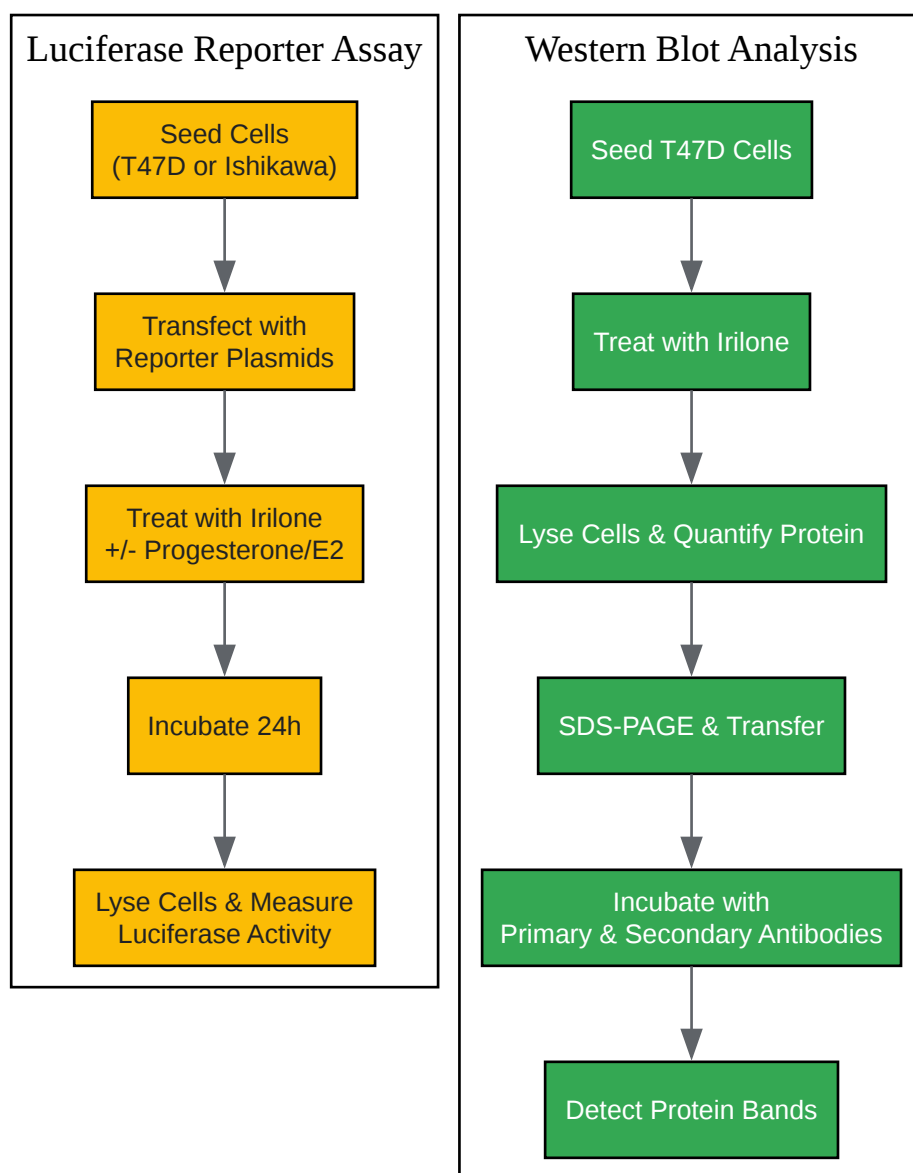 Luciferase Reporter Assay
Seed Cells
(T47D or Ishikawa)
Transfect with
Reporter Plasmids
Treat with Irilone
+/- Progesterone/E2
Incubate 24h
Lyse Cells & Measure
Luciferase Activity
Western Blot Analysis
Seed T47D Cells
Treat with Irilone
Lyse Cells & Quantify Protein
SDS-PAGE & Transfer
Incubate with
Primary & Secondary Antibodies
Detect Protein Bands